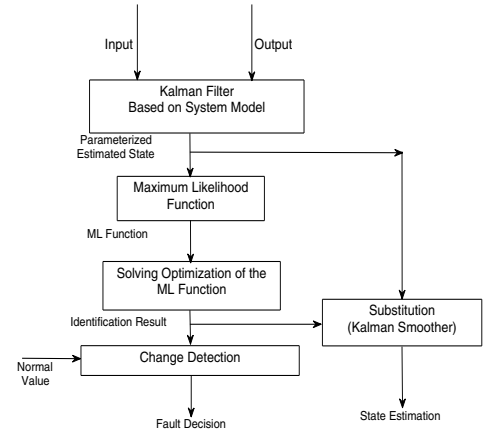 Input
Output
Kalman Filter
Based on System Model
Parameterized
Estimated State
Maximum Likelihood
Function
ML Function
Solving Optimization of the
ML Function
Substitution
(Kalman Smoother)
Identification Result
Change Detection
Normal
Value
Fault Decision
State Estimation